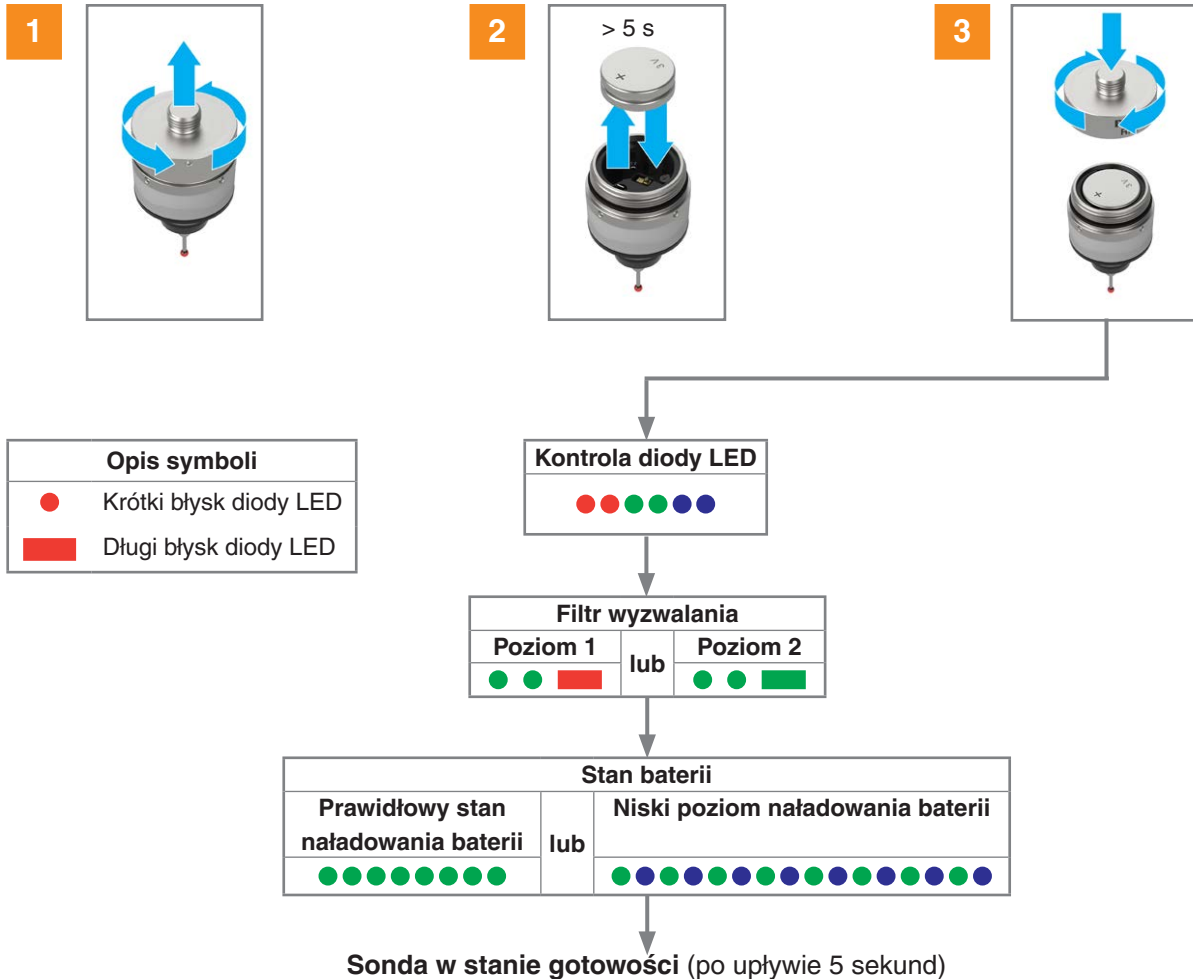 1
2
> 5 s
3V
+
3
3V
+
Kontrola diody LED
Opis symboli
Krótki błysk diody LED
Długi błysk diody LED
Filtr wyzwalania
Poziom 1
lub
Poziom 2
Stan baterii
Prawidłowy stan
naładowania baterii
lub
Niski poziom naładowania baterii
Sonda w stanie gotowości (po upływie 5 sekund)